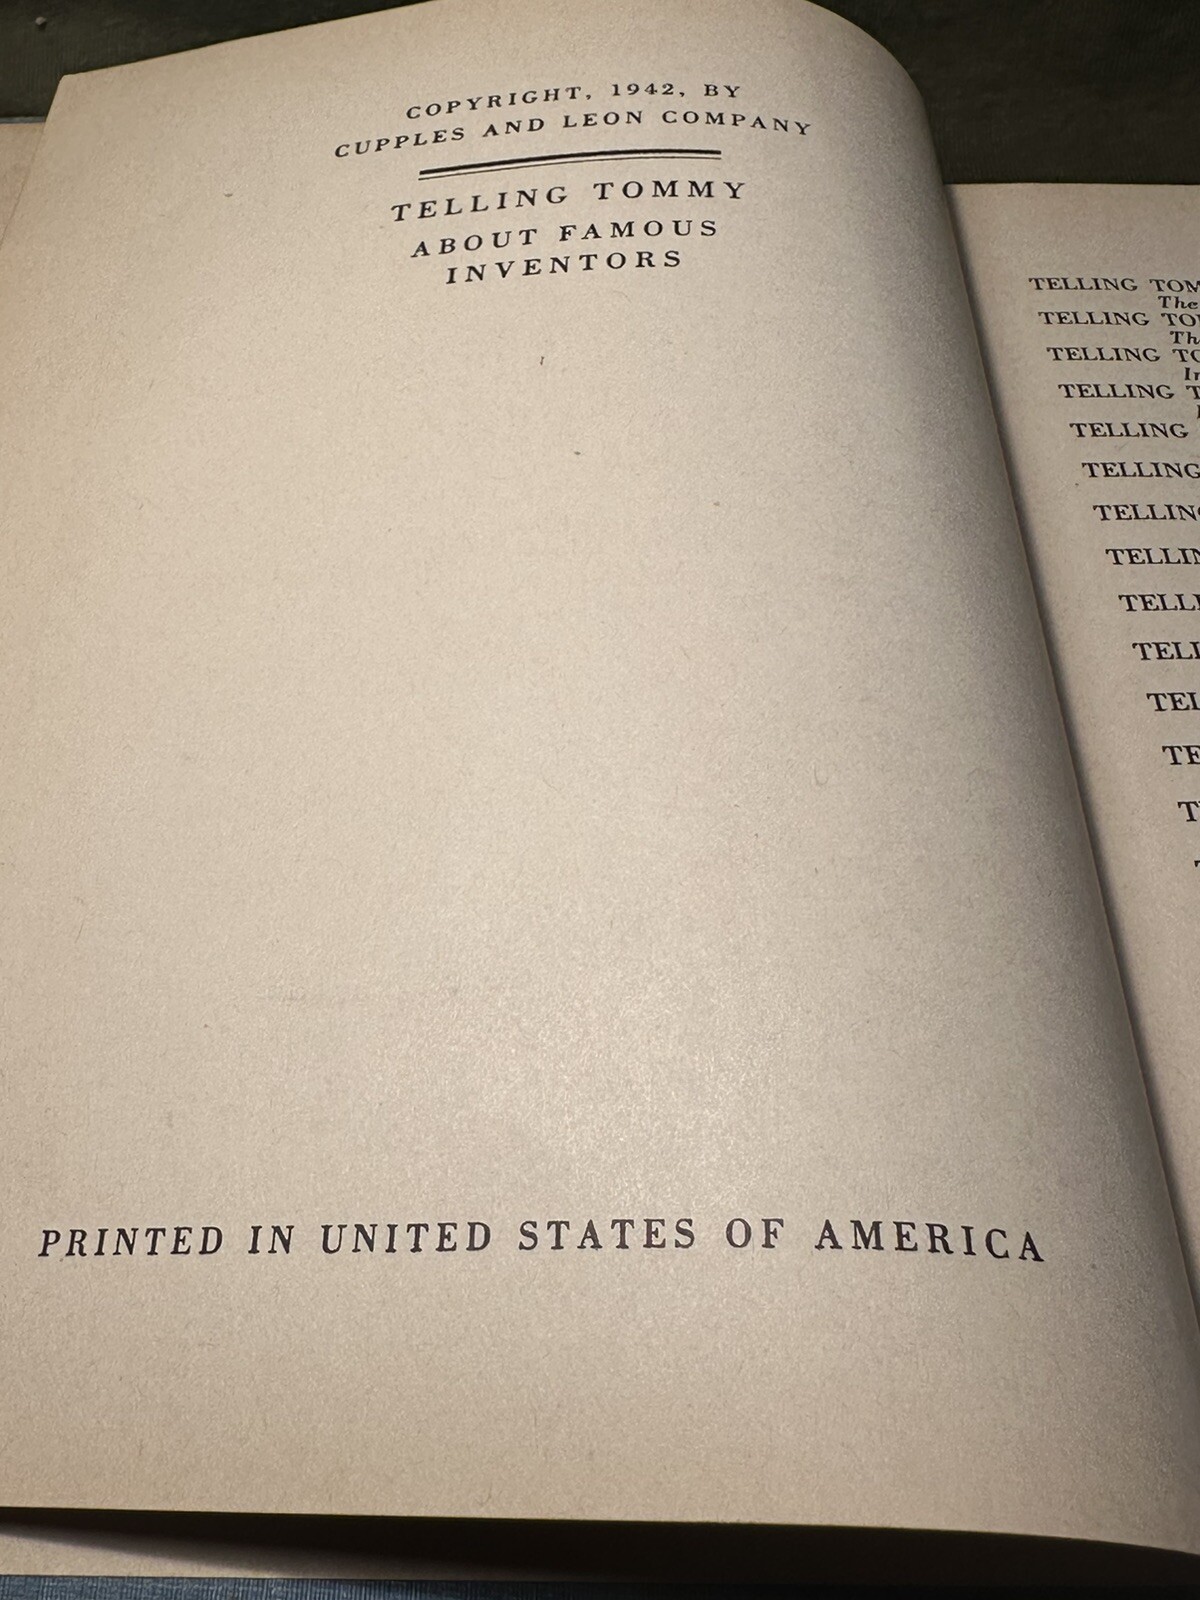 COPYRIGHT, 1942, BY
CUPPLES AND LEON COMPANY
TELLING TOMMY
ABOUT FAMOUS
INVENTORS
PRINTED IN UNITED STATES OF AMERICA
TELLING
The
TELLING
TELLING
TELLING
TELLING
TELLING